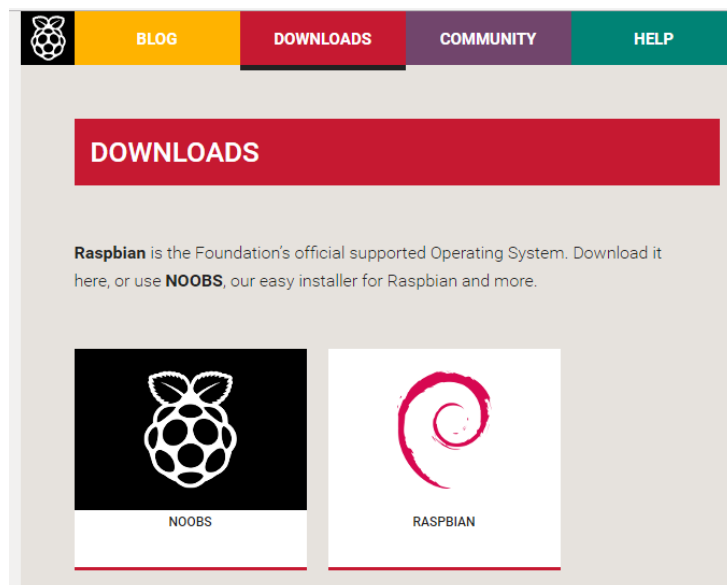 BLOG DOWNLOADS COMMUNITY HELP
DOWNLOADS
Raspbian is the Foundation’s official supported Operating System. Download it
here, or use NOOBS, our easy installer for Raspbian and more.
NOOBS RASPBIAN